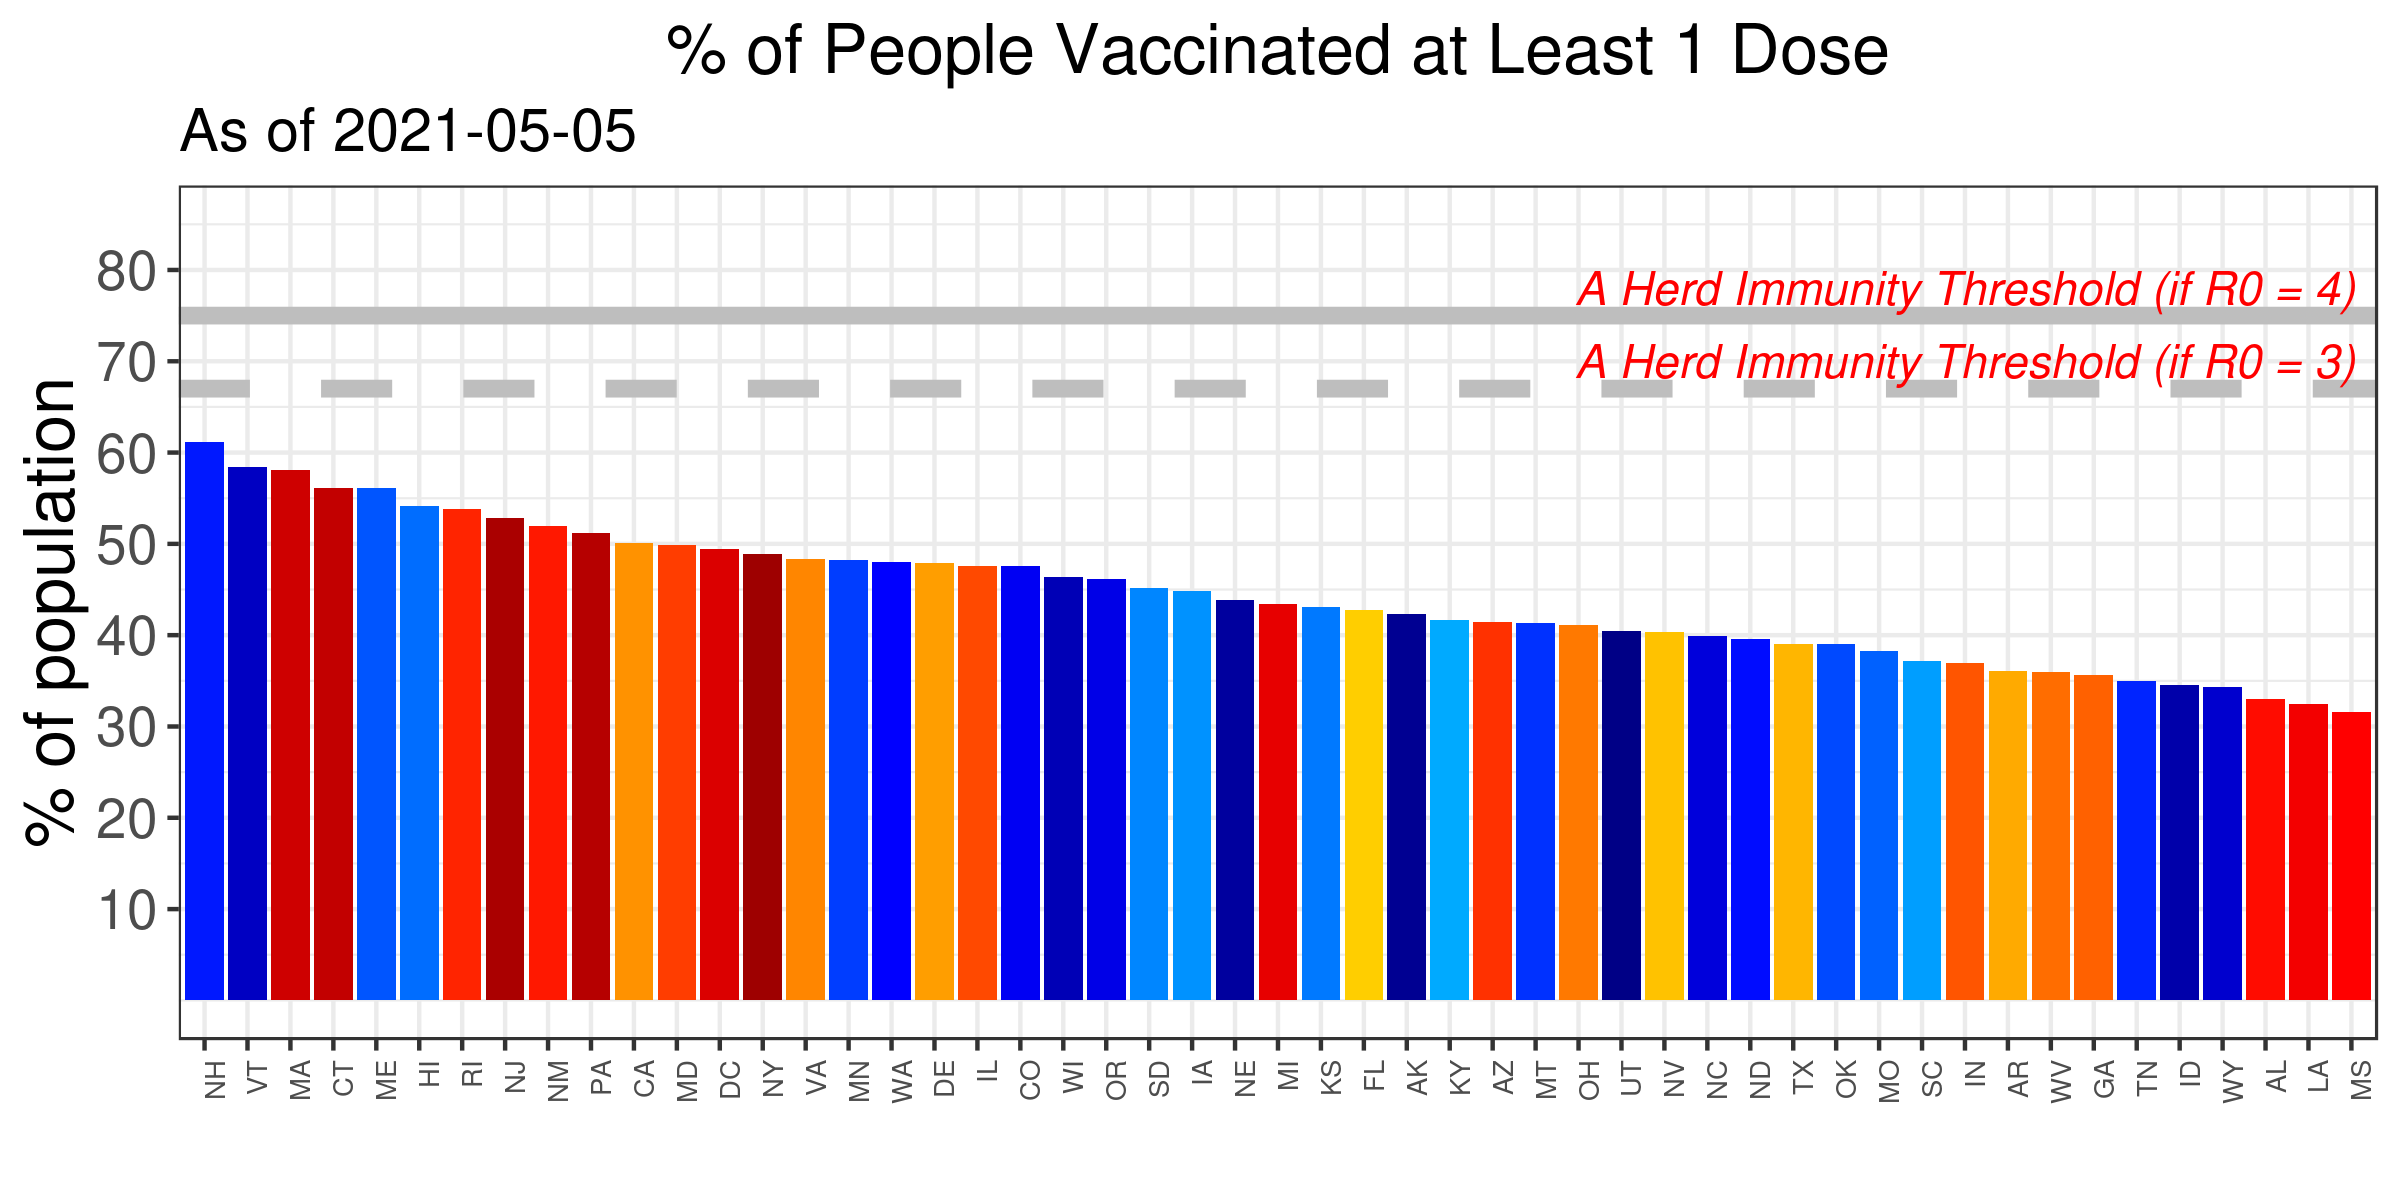 % of People Vaccinated at Least 1 Dose
As of 2021-05-05
% of population
80
70
60
50
40
30
20
10
A Herd Immunity Threshold (if R0 = 4)
A Herd Immunity Threshold (if R0 = 3)
NH VT MA CT ME HI RI NJ NM PA CA MD DC NY VA MN WA DE IL CO WI OR SD IA NE MI KS FL AK KY AZ MT OH UT NV NC ND TX OK MO SC IN AR WV GA TN ID WY AL LA MS